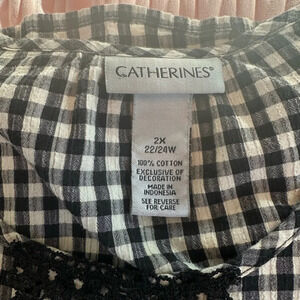 CATHERINES®
2X
22/24W
100% COTTON
EXCLUSIVE OF
DECORATION
MADE IN
INDONESIA
SEE REVERSE
FOR CARE